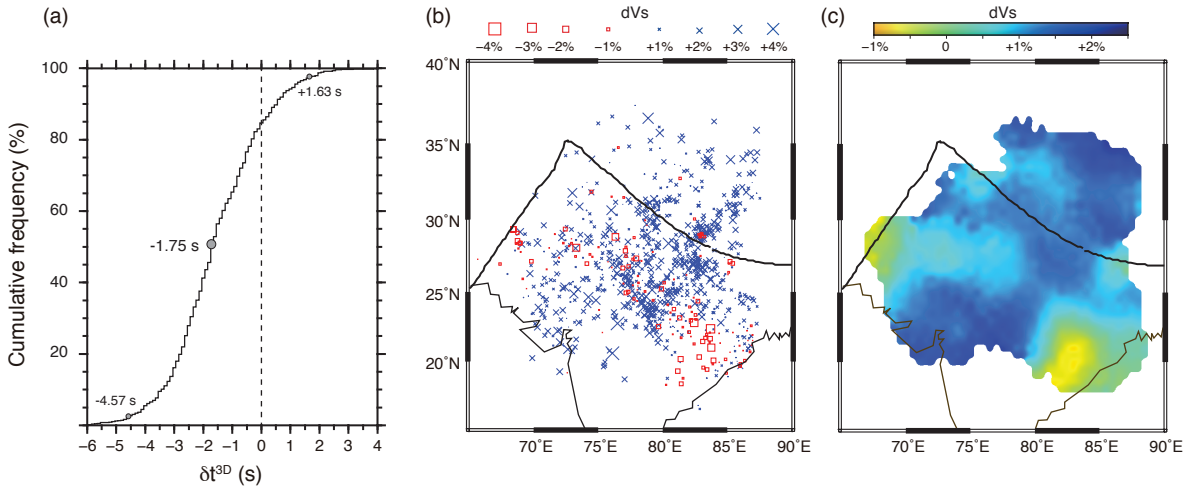 (a)
Cumulative frequency (%)
100
80
60
40
20
+1.63 s
-1.75 s
-4.57 s
-6 -5 -4 -3 -2 -1 0 1 2 3 4
δt³ᴰ (s)
(b)
dVs
−4% −3% −2% −1% +1% +2% +3% +4%
40˚N
35˚N
30˚N
25˚N
20˚N
70˚E 75˚E 80˚E 85˚E 90˚E
(c)
dVs
−1% 0 +1% +2%
70˚E 75˚E 80˚E 85˚E 90˚E